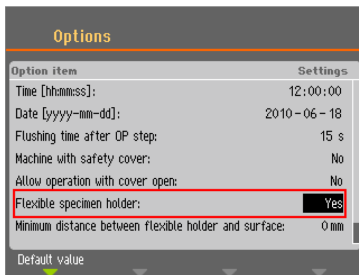 Options
Option item Settings
Time [hh:mm:ss]: 12:00:00
Date [yyyy-mm-dd]: 2010-06-18
Flushing time after OP step: 15 s
Machine with safety cover: No
Allow operation with cover open: No
Flexible specimen holder: Yes
Minimum distance between flexible holder and surface: 0 mm
Default value